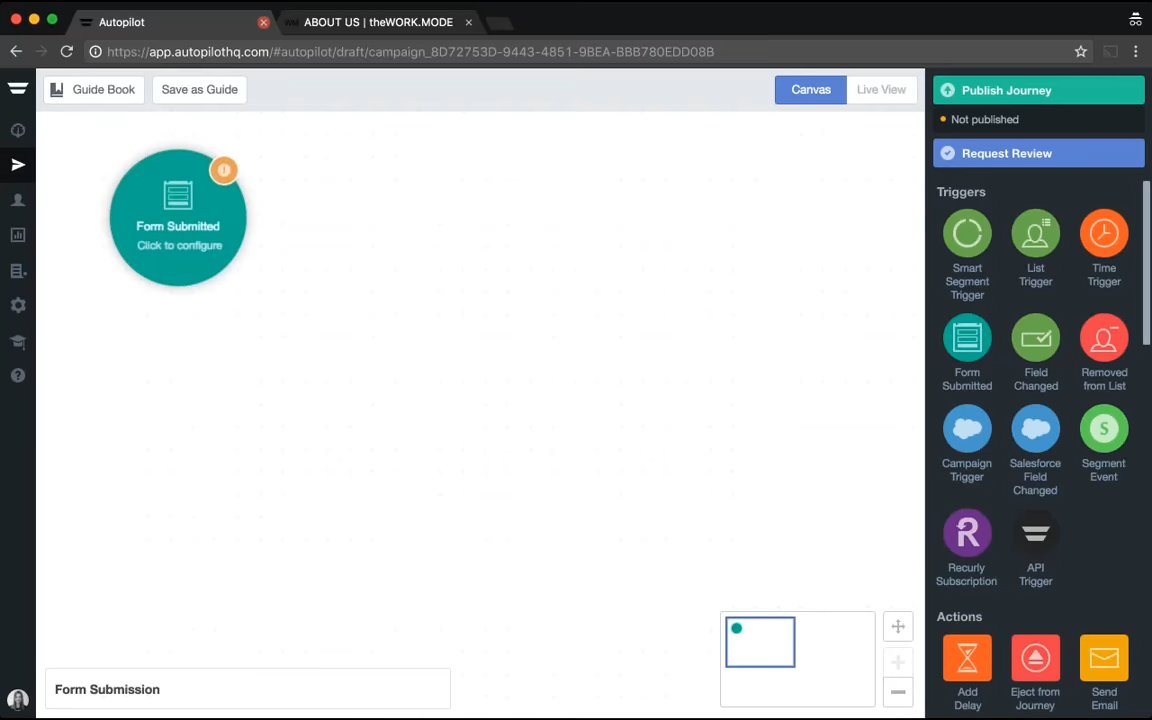 Autopilot
ABOUT US | theWORK.MODE
https://app.autopilothq.com/#autopilot/draft/campaign_8D72753D-9443-4851-9BEA-BBB780EDD08B
Guide Book
Save as Guide
Canvas
Live View
Publish Journey
Not published
Request Review
Form Submitted
Click to configure
Triggers
Smart Segment Trigger
List Trigger
Time Trigger
Form Submitted
Field Changed
Removed from List
Campaign Trigger
Salesforce Field Changed
Segment Event
Recurly Subscription
API Trigger
Actions
Add Delay
Eject from Journey
Send Email
Form Submission